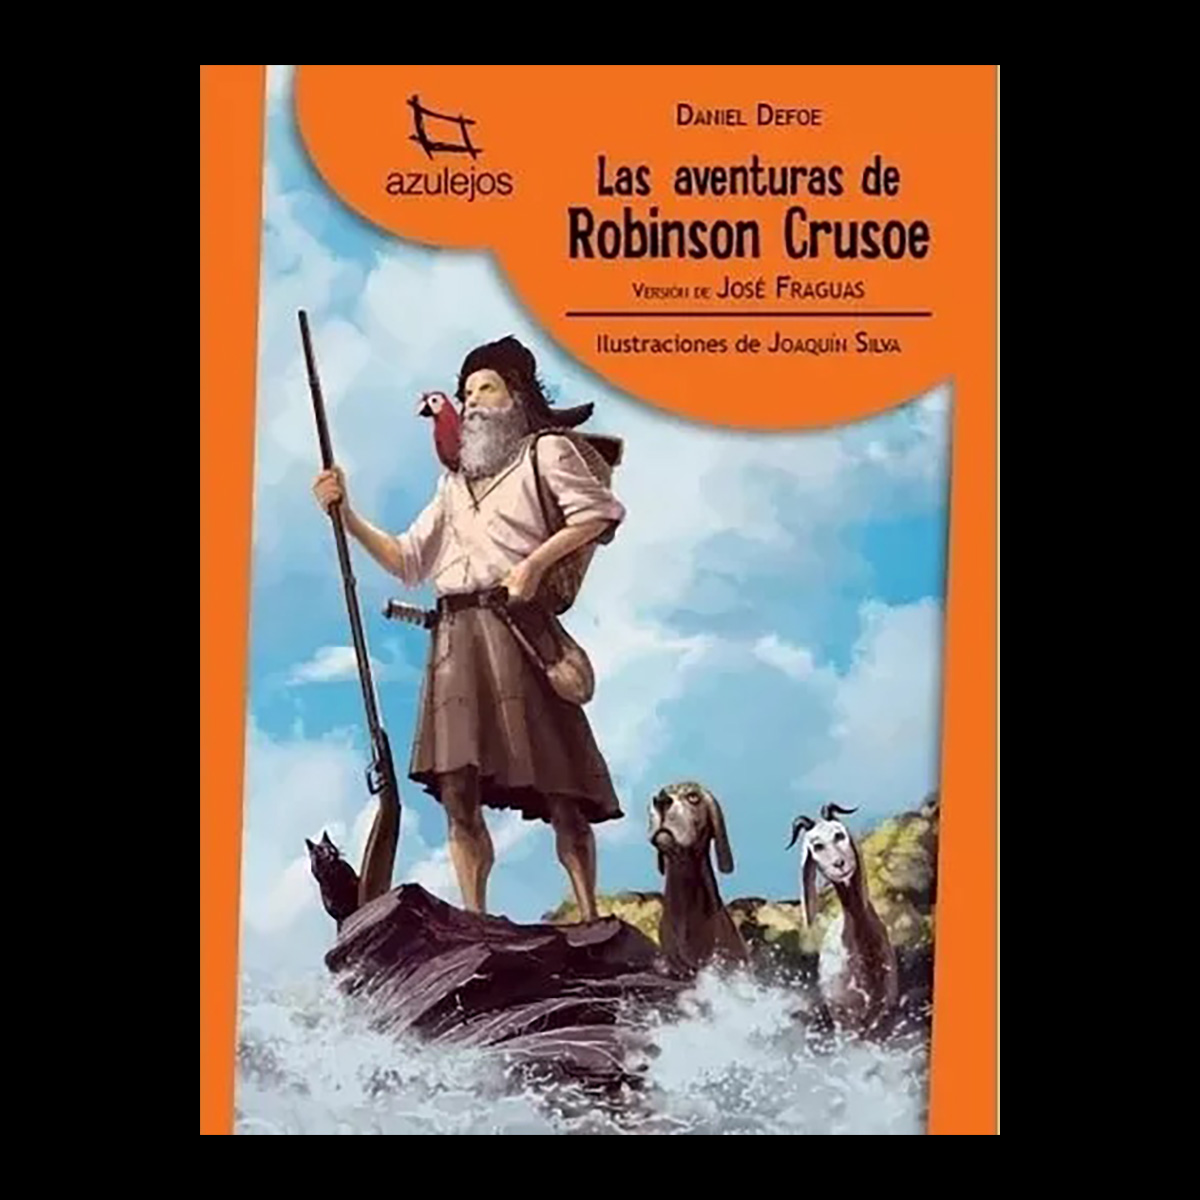 azulejos
DANIEL DEFOE
Las aventuras de
Robinson Crusoe
VERSIÓN DE JOSÉ FRAGUAS
Ilustraciones de JOAQUÍN SILVA